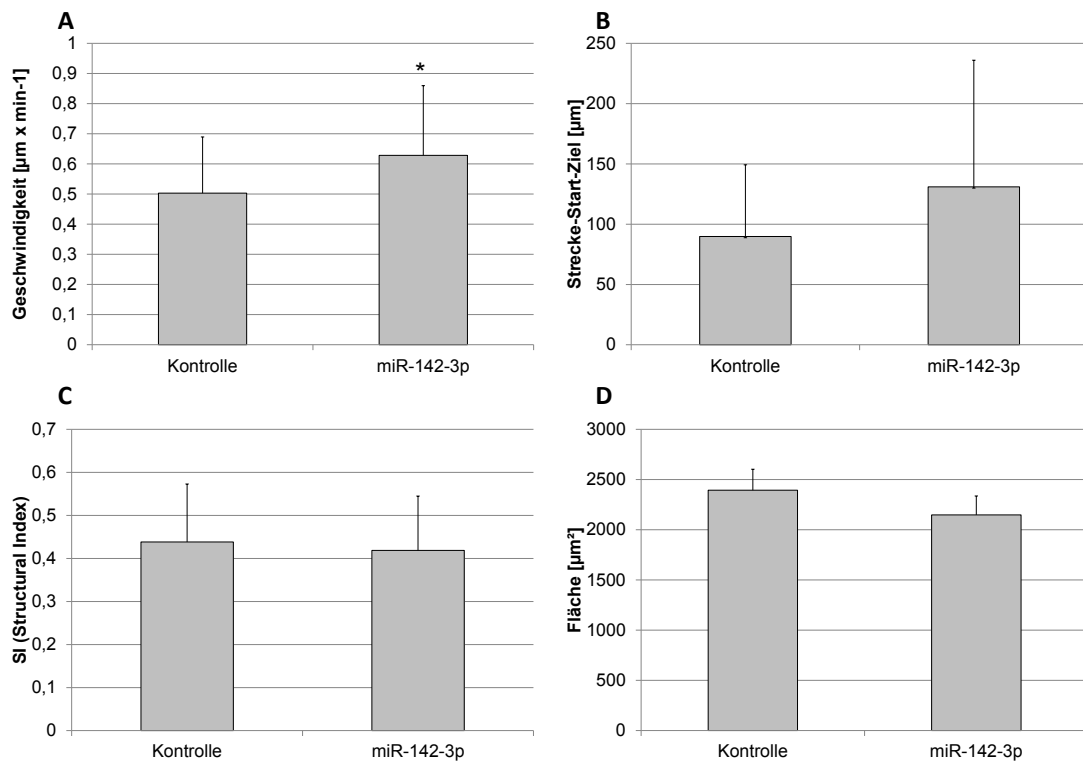 A
Geschwindigkeit [µm x min-1]
1
0,9
0,8
0,7
0,6
0,5
0,4
0,3
0,2
0,1
0
*
Kontrolle
miR-142-3p
B
Strecke-Start-Ziel [µm]
250
200
150
100
50
0
Kontrolle
miR-142-3p
C
SI (Structural Index)
0,7
0,6
0,5
0,4
0,3
0,2
0,1
0
Kontrolle
miR-142-3p
D
Fläche [µm²]
3000
2500
2000
1500
1000
500
0
Kontrolle
miR-142-3p